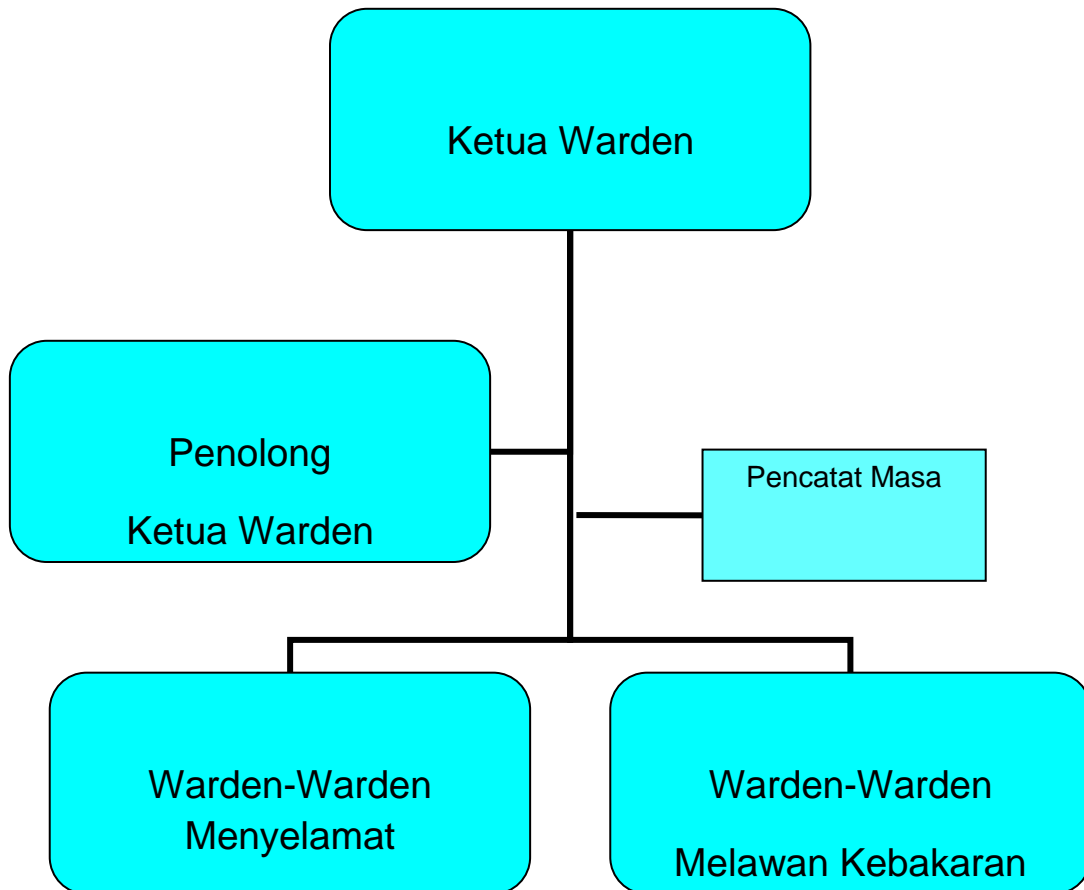 Ketua Warden
Penolong
Ketua Warden
Pencatat Masa
Warden-Warden
Menyelamat
Warden-Warden
Melawan Kebakaran